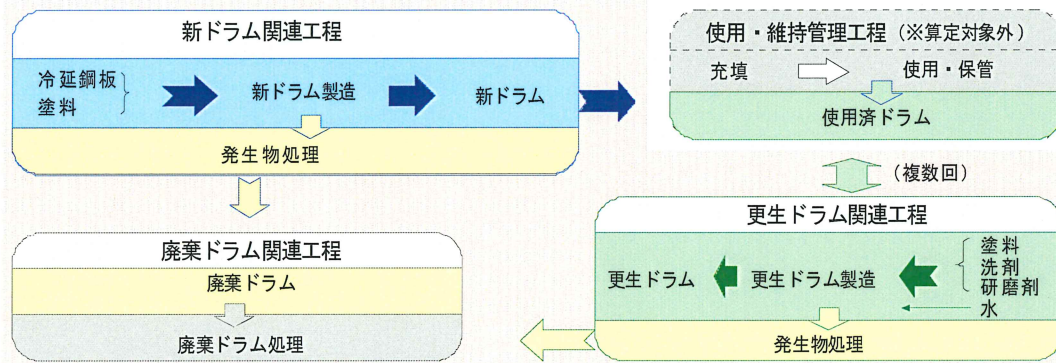 新ドラム関連工程
冷延鋼板
塗料
新ドラム製造
新ドラム
発生物処理
使用・維持管理工程（※算定対象外）
充填
使用・保管
使用済ドラム
（複数回）
廃棄ドラム関連工程
廃棄ドラム
廃棄ドラム処理
更生ドラム関連工程
更生ドラム
更生ドラム製造
塗料
洗剤
研磨剤
水
発生物処理